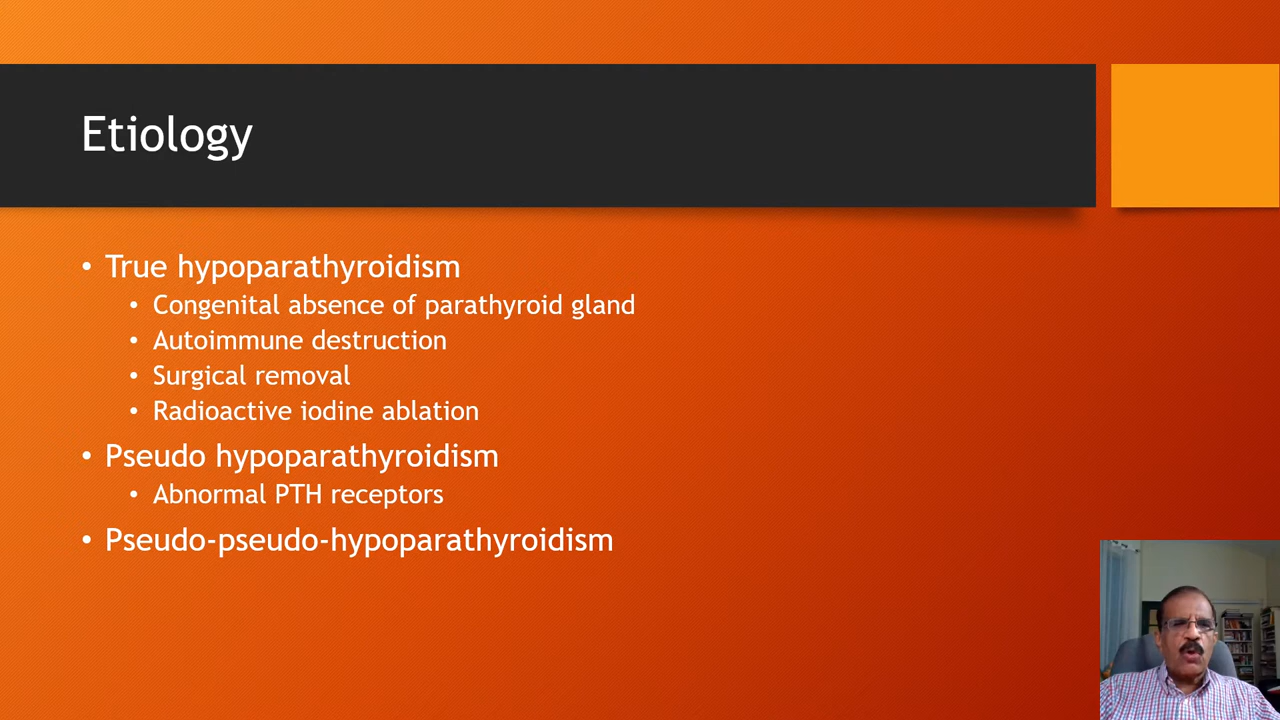 Etiology
• True hypoparathyroidism
• Congenital absence of parathyroid gland
• Autoimmune destruction
• Surgical removal
• Radioactive iodine ablation
• Pseudo hypoparathyroidism
• Abnormal PTH receptors
• Pseudo-pseudo-hypoparathyroidism